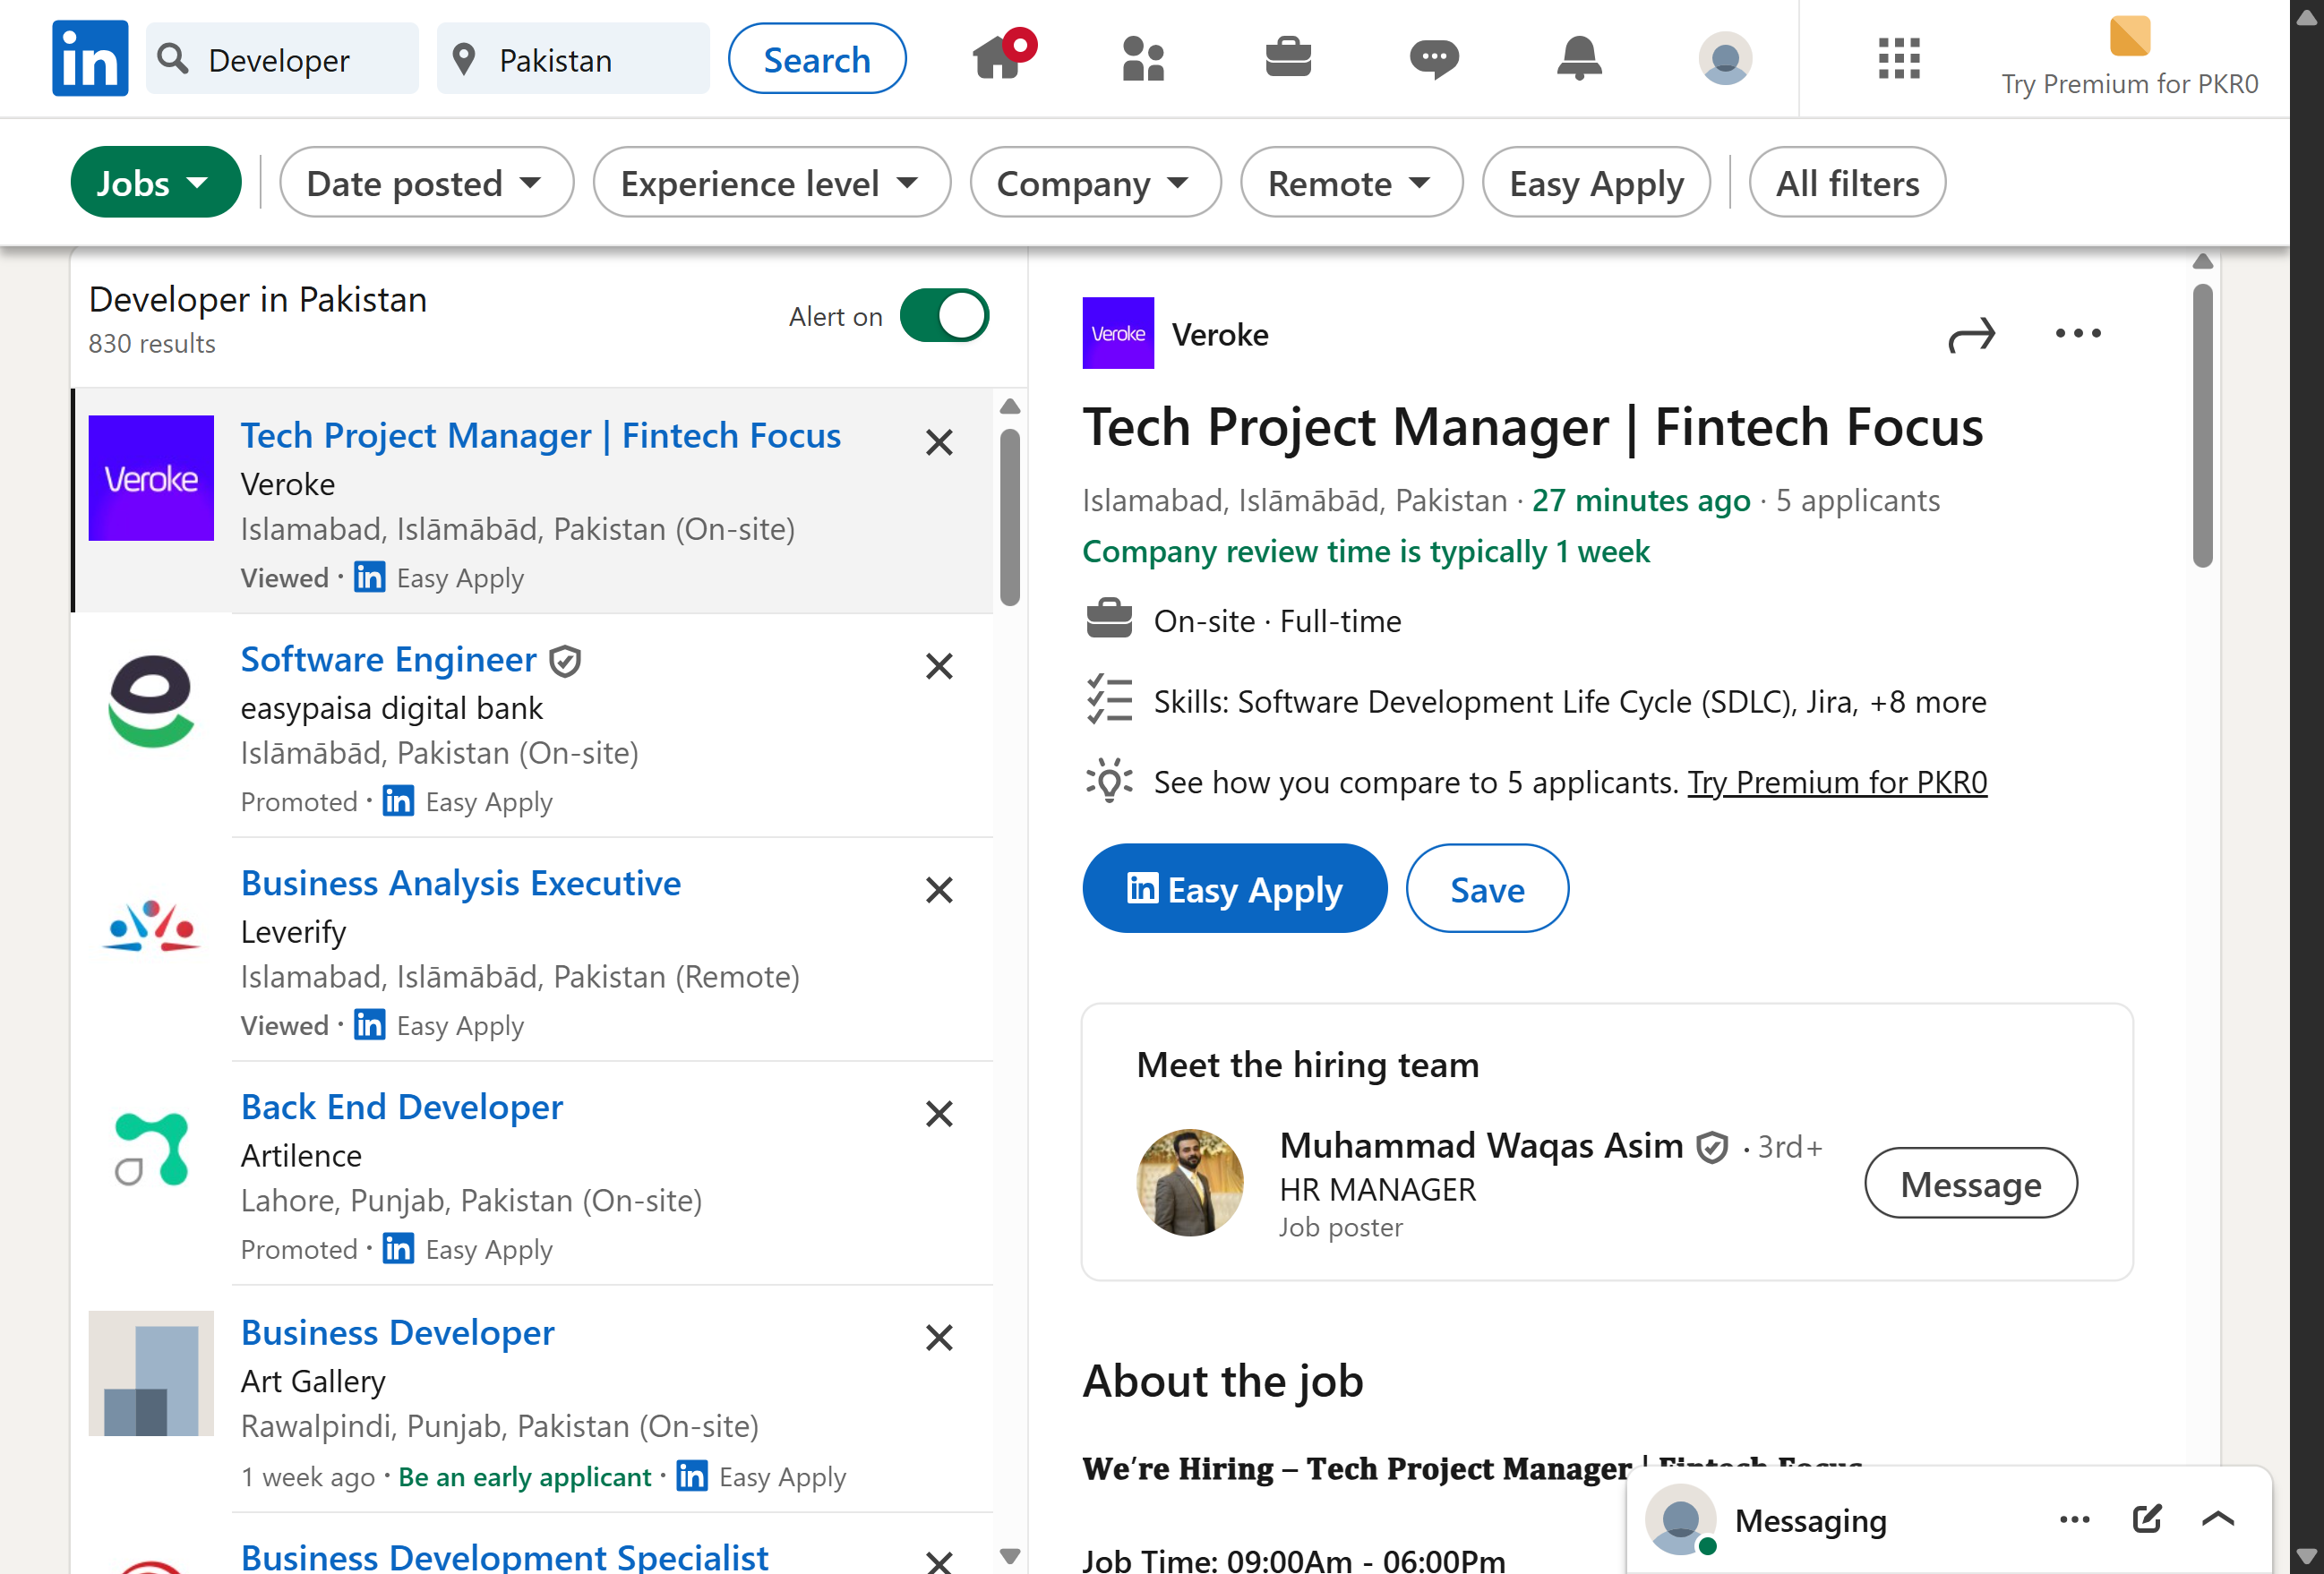 in
Developer
Pakistan
Search
Try Premium for PKR0
Jobs
Date posted
Experience level
Company
Remote
Easy Apply
All filters
Developer in Pakistan
830 results
Alert on
Veroke
Tech Project Manager | Fintech Focus
Veroke
Islamabad, Islāmābād, Pakistan (On-site)
Viewed · in Easy Apply
Software Engineer
easypaisa digital bank
Islāmābād, Pakistan (On-site)
Promoted · in Easy Apply
Business Analysis Executive
Leverify
Islamabad, Islāmābād, Pakistan (Remote)
Viewed · in Easy Apply
Back End Developer
Artilence
Lahore, Punjab, Pakistan (On-site)
Promoted · in Easy Apply
Business Developer
Art Gallery
Rawalpindi, Punjab, Pakistan (On-site)
1 week ago · Be an early applicant · in Easy Apply
Business Development Specialist
Veroke
Veroke
Tech Project Manager | Fintech Focus
Islamabad, Islāmābād, Pakistan · 27 minutes ago · 5 applicants
Company review time is typically 1 week
On-site · Full-time
Skills: Software Development Life Cycle (SDLC), Jira, +8 more
See how you compare to 5 applicants. Try Premium for PKR0
in Easy Apply
Save
Meet the hiring team
Muhammad Waqas Asim · 3rd+
HR MANAGER
Job poster
Message
About the job
We’re Hiring – Tech Project Manager | Fintech Focus
Job Time: 09:00Am - 06:00Pm
Messaging